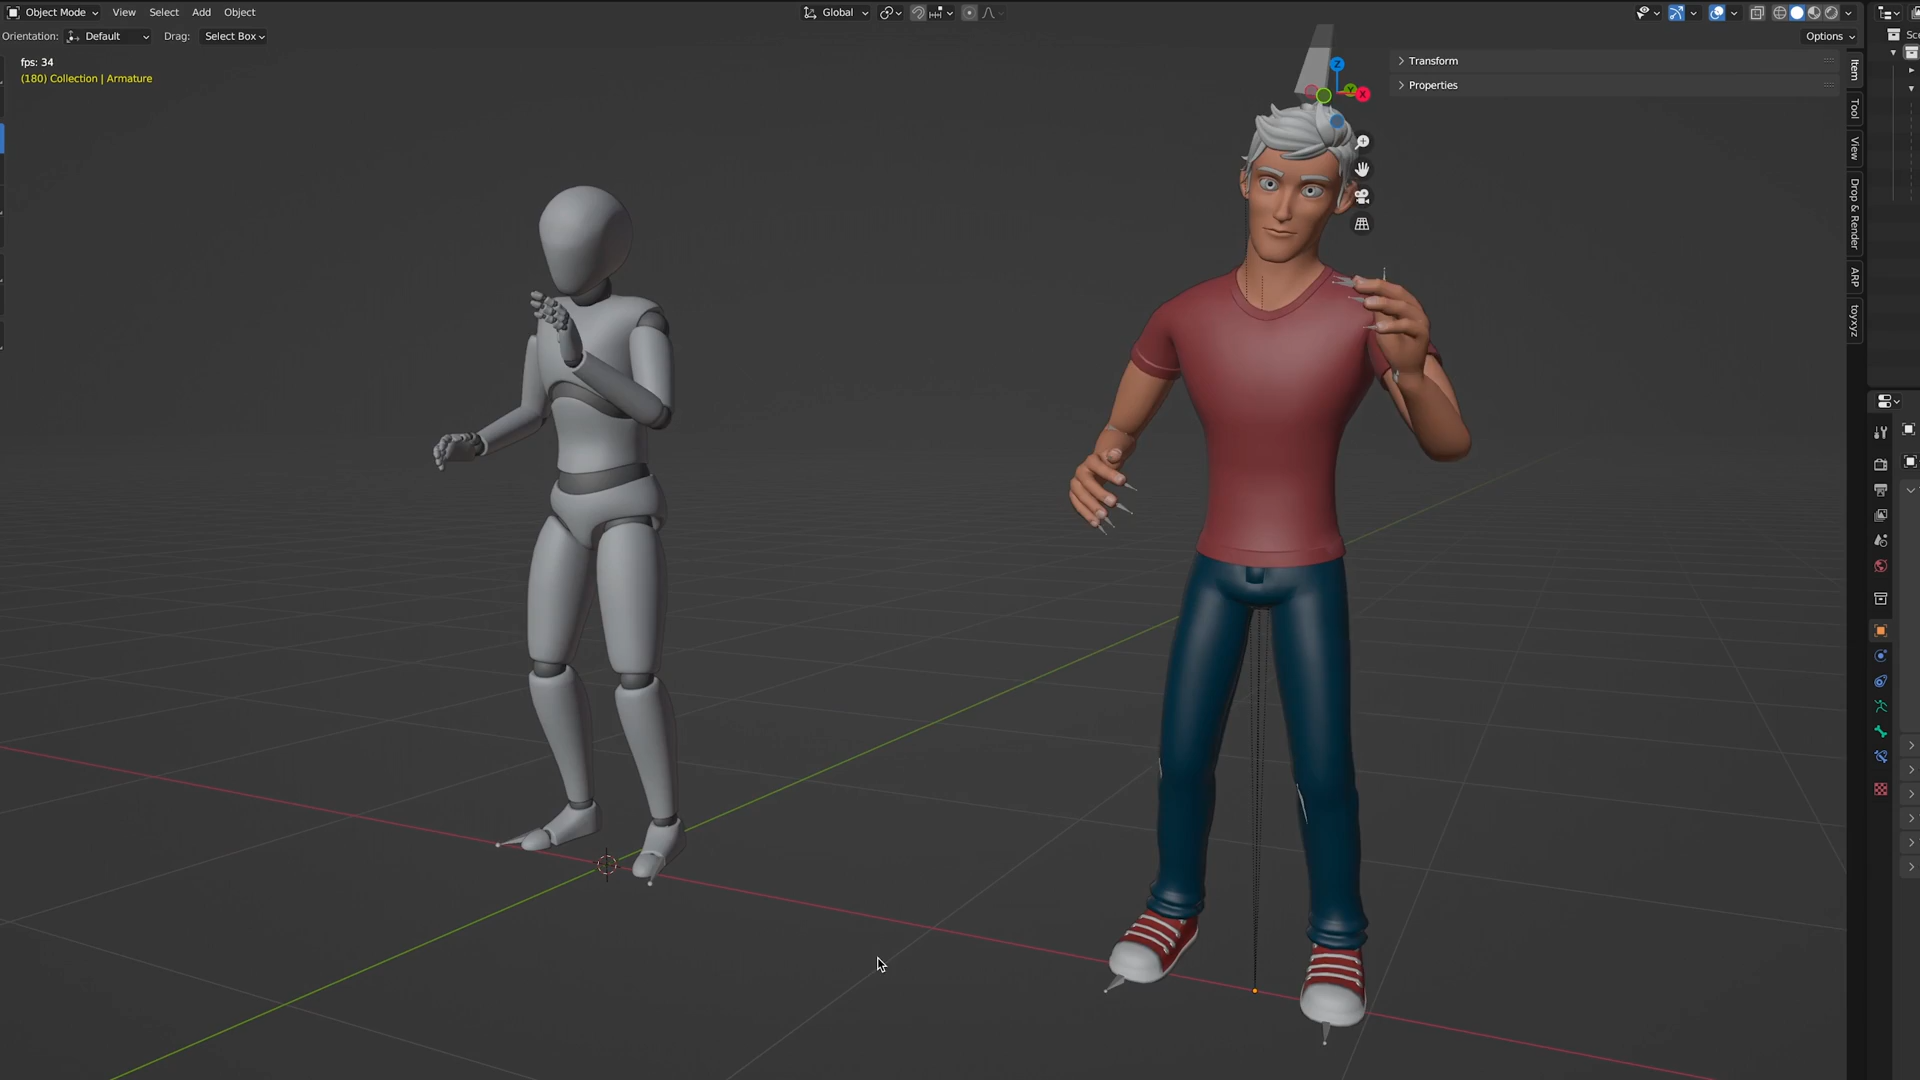 Object Mode View Select Add Object Global
Orientation: Default Drag: Select Box Options
fps: 34
(180) Collection | Armature
Transform
Properties
Z
Y
X
Item
Tool
View
Drop & Render
ARP
toyxyz